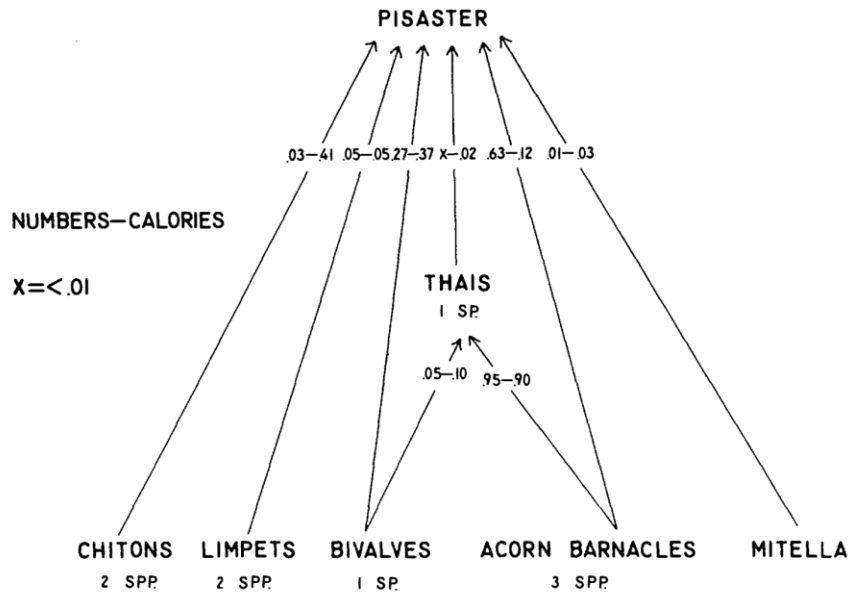 PISASTER
.03–.41 .05–.05 .27–.37 X–.02 .63–.12 .01–.03
NUMBERS–CALORIES
X=<.01
THAIS
1 SP.
.05–.10 .95–.90
CHITONS LIMPETS BIVALVES ACORN BARNACLES MITELLA
2 SPP. 2 SPP. 1 SP. 3 SPP.